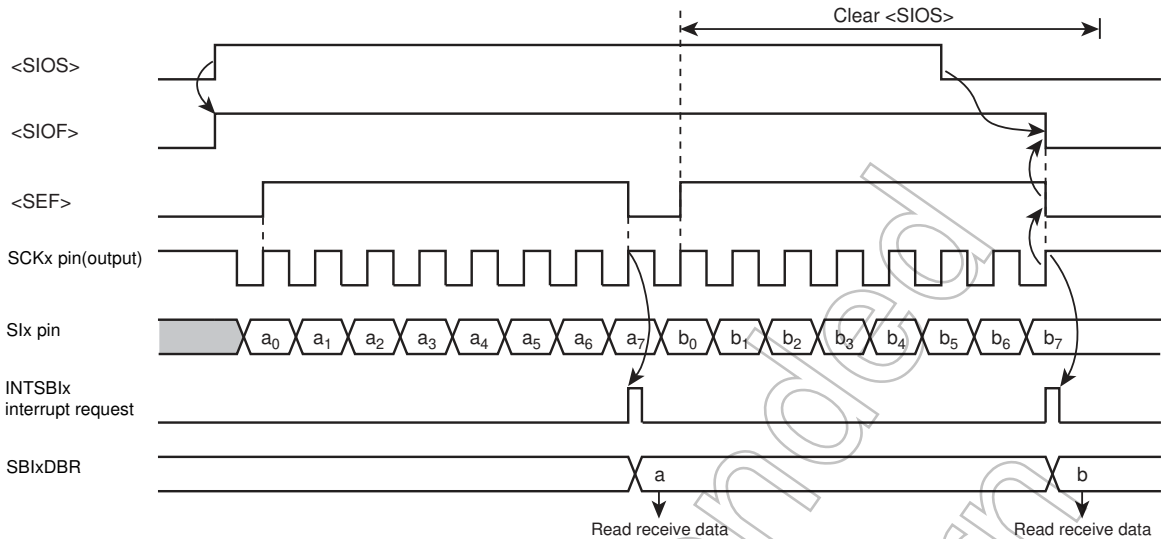 Clear <SIOS>
<SIOS>
<SIOF>
<SEF>
SCKx pin(output)
SIx pin
a0 a1 a2 a3 a4 a5 a6 a7 b0 b1 b2 b3 b4 b5 b6 b7
INTSBIx
interrupt request
SBIxDBR
a b
Read receive data Read receive data